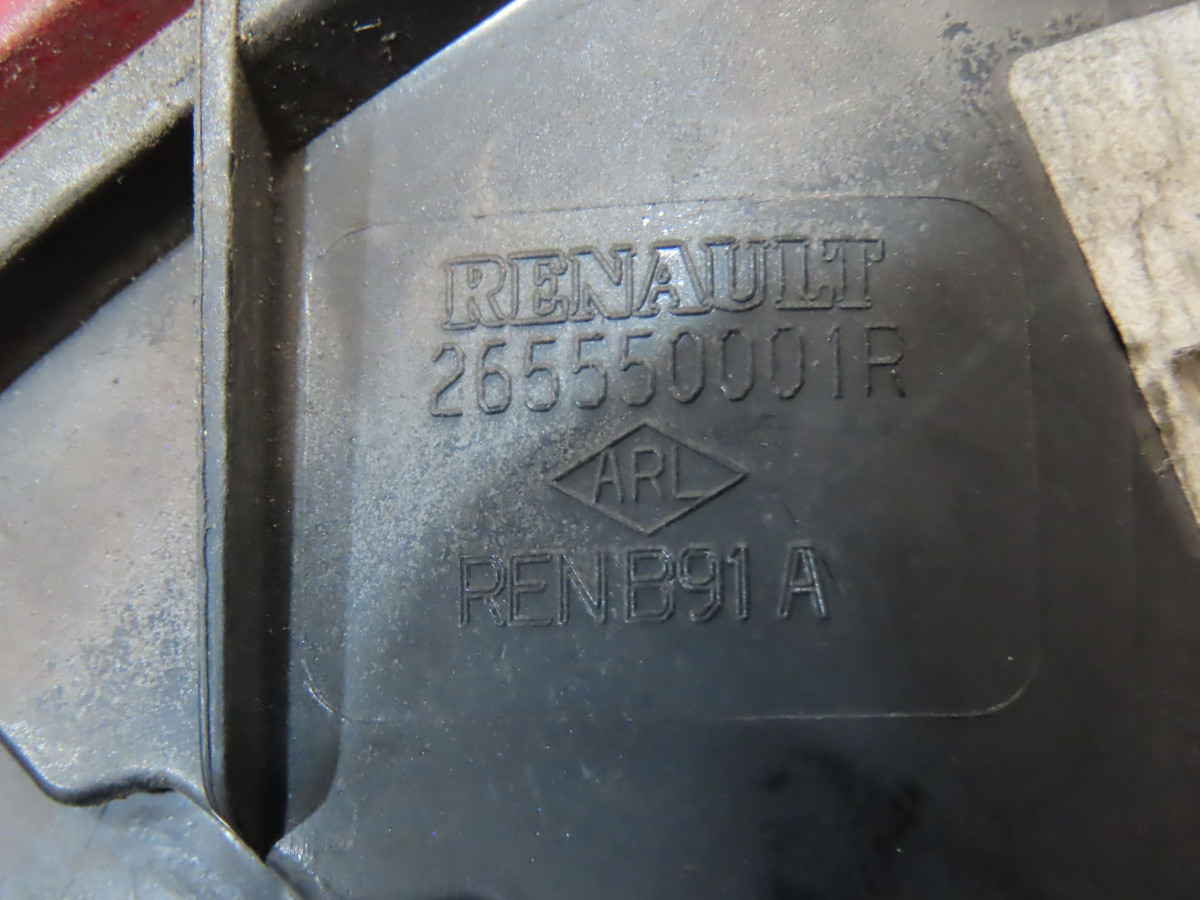 RENAULT
265550001R
ARL
REN B91 A